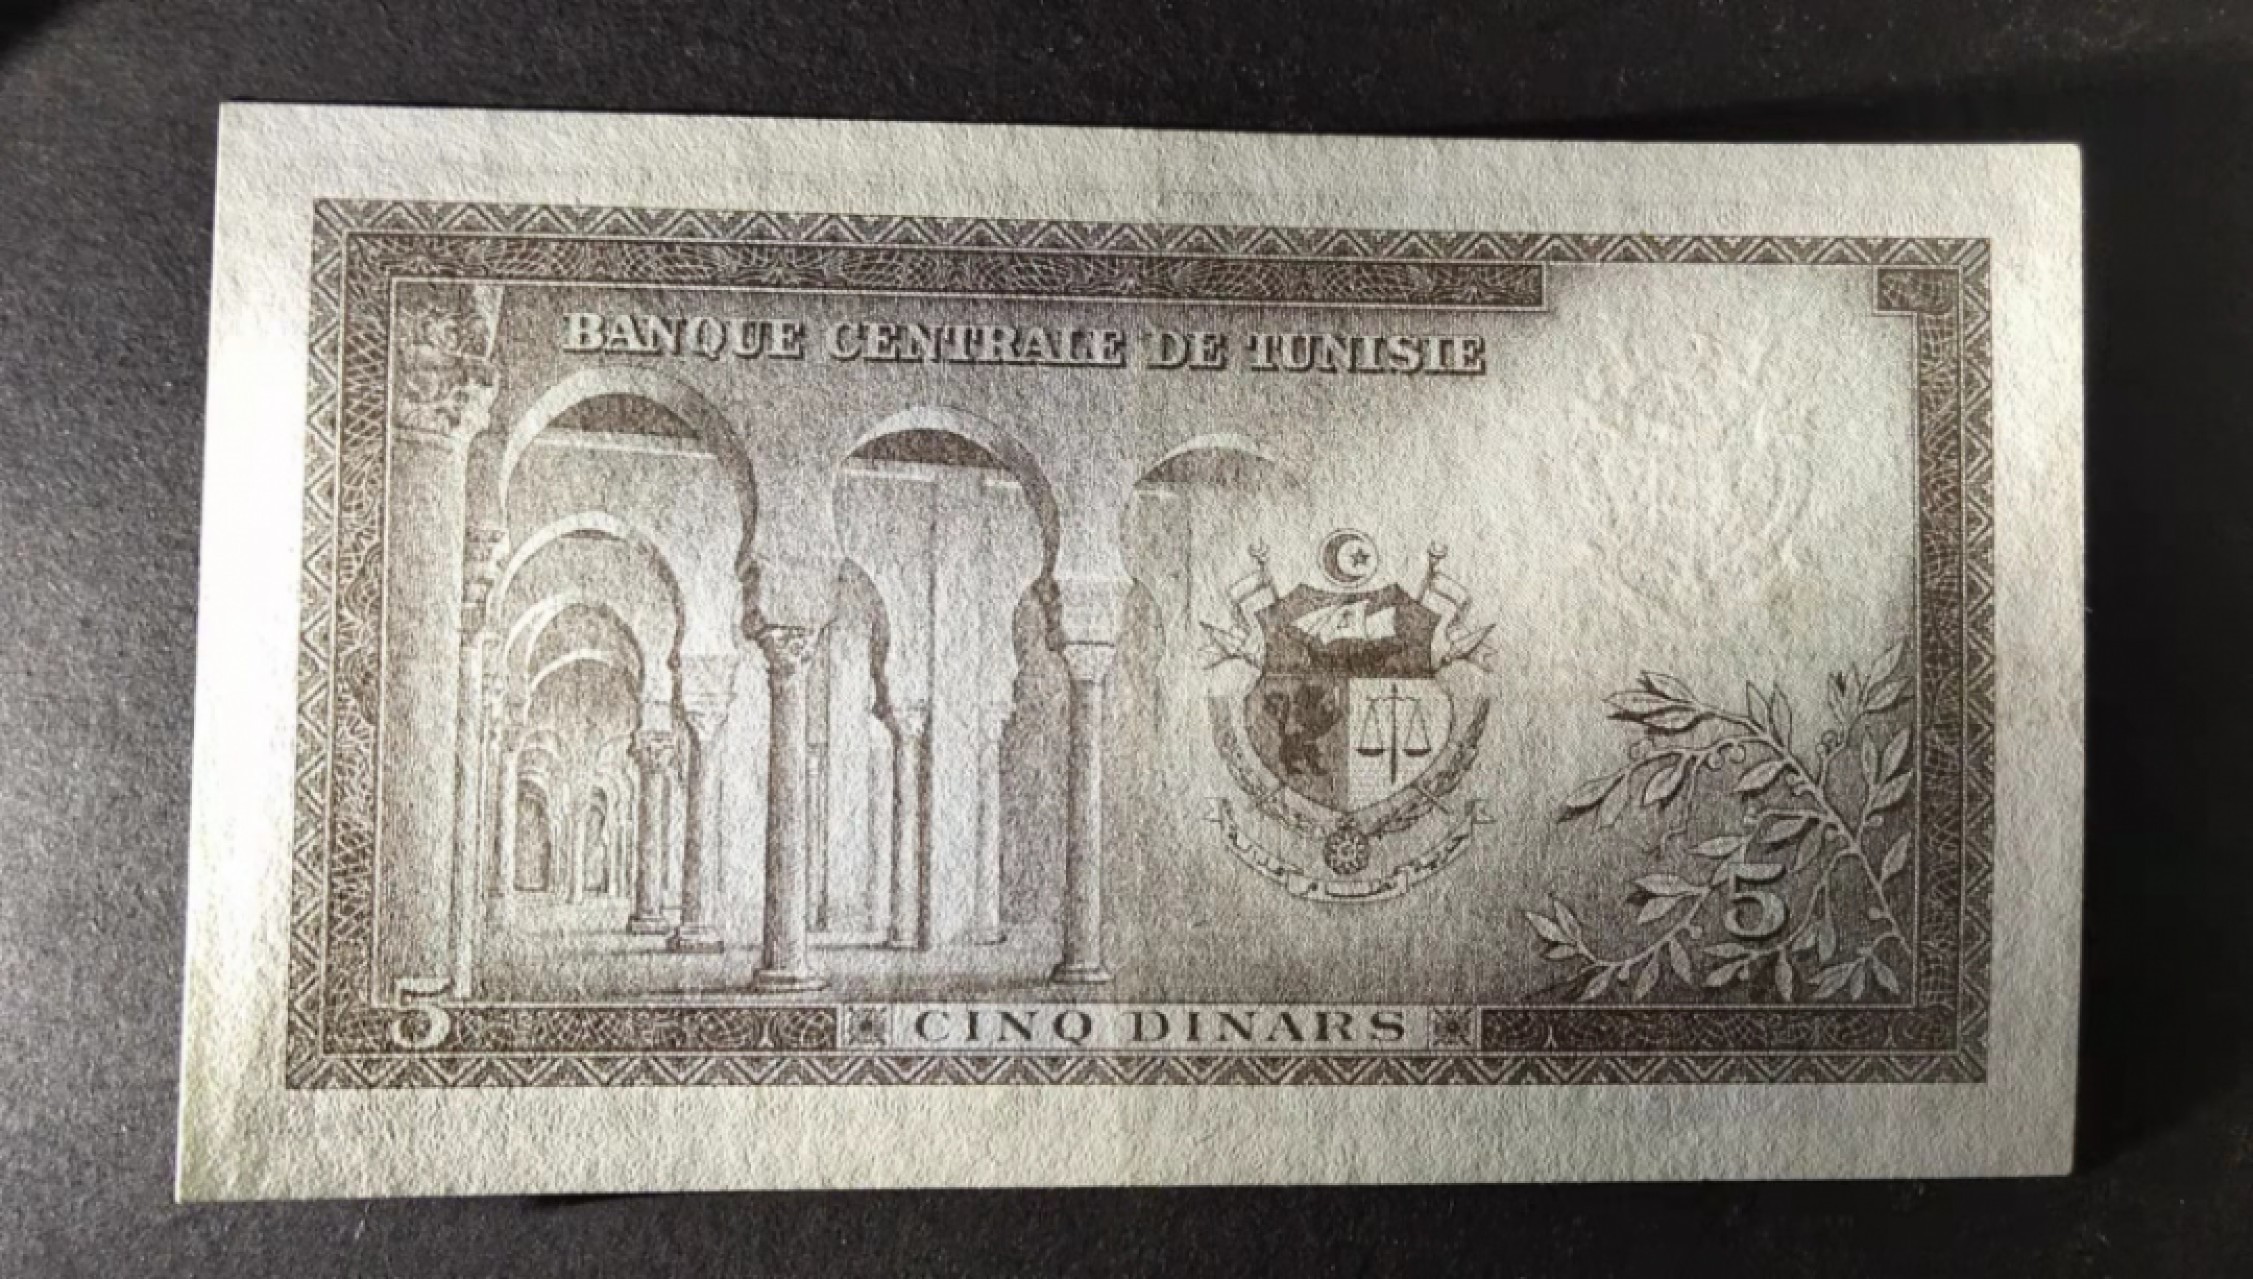 BANQUE CENTRALE DE TUNISIE
5
5
CINQ DINARS